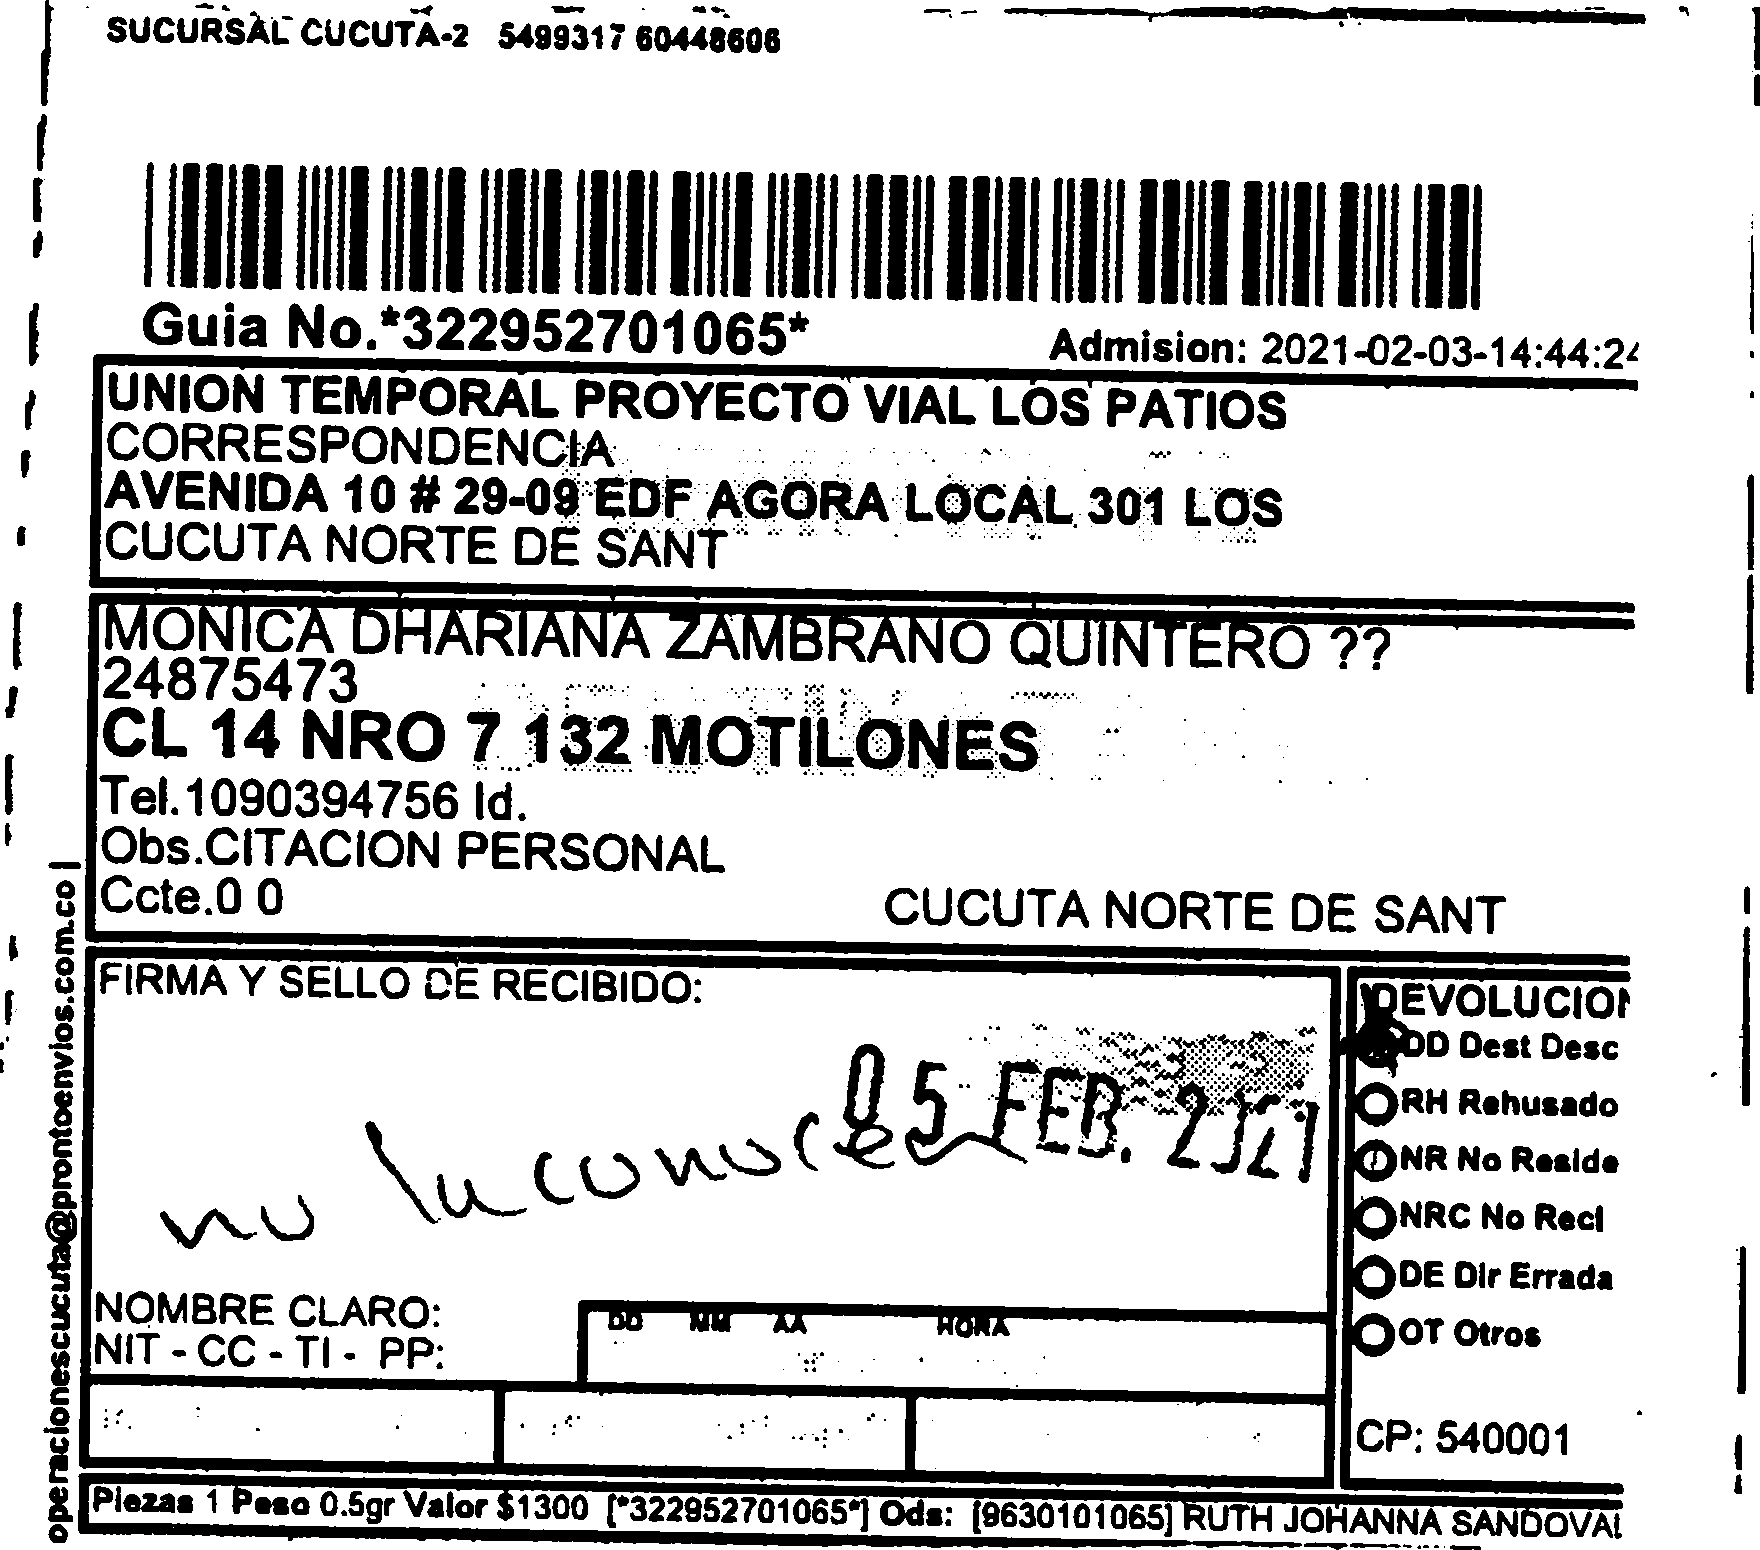 SUCURSAL CUCUTA-2 5499317 60448606
Guia No.*322952701065*
Admision: 2021-02-03-14:44:24
UNION TEMPORAL PROYECTO VIAL LOS PATIOS
CORRESPONDENCIA
AVENIDA 10 # 29-09 EDF AGORA LOCAL 301 LOS
CUCUTA NORTE DE SANT
MONICA DHARIANA ZAMBRANO QUINTERO ??
24875473
CL 14 NRO 7 132 MOTILONES
Tel.1090394756 Id.
Obs.CITACION PERSONAL
Ccte.0 0
CUCUTA NORTE DE SANT
operacionescucuta@prontoenvios.com.co |
FIRMA Y SELLO DE RECIBIDO:
05 FEB. 2021
no la conocen
NOMBRE CLARO:
NIT - CC - TI - PP:
DD MM AA HORA
DEVOLUCION
DD Dest Desc
RH Rehusado
NR No Reside
NRC No Reci
DE Dir Errada
OT Otros
CP: 540001
Piezas 1 Peso 0.5gr Valor $1300 [*322952701065*] Ods: [9630101065] RUTH JOHANNA SANDOVAL